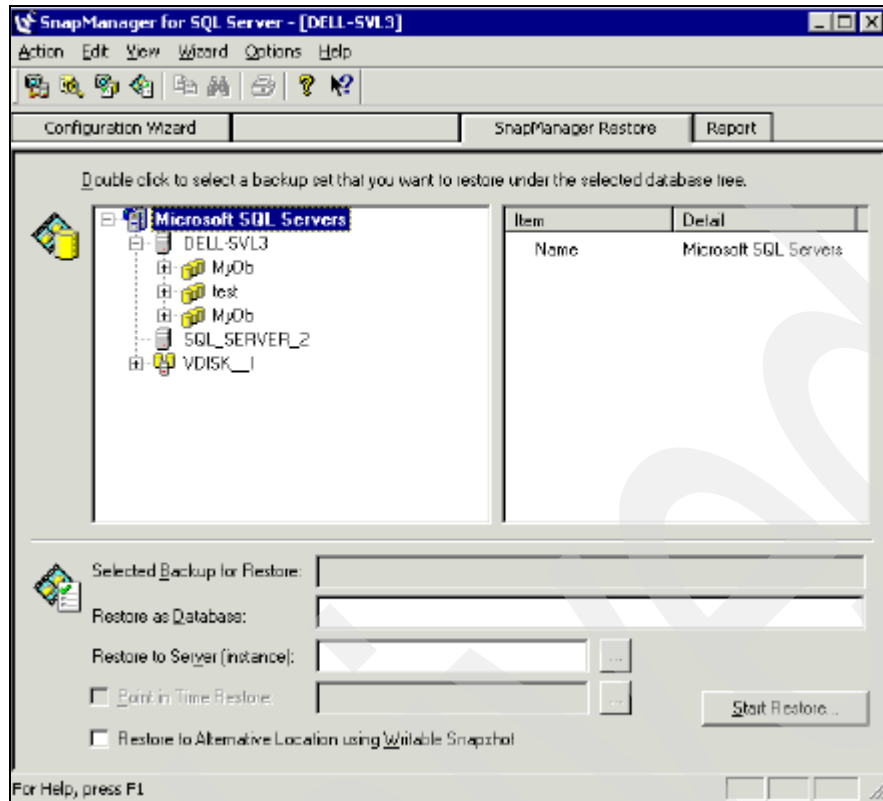 SnapManager for SQL Server - [DELL-SVL3]
Action Edit View Wizard Options Help
Configuration Wizard SnapManager Restore Report
Double click to select a backup set that you want to restore under the selected database tree.
Microsoft SQL Servers
DELL-SVL3
MyDb
test
MyDb
SQL_SERVER_2
VDISK__I
Item Detail
Name Microsoft SQL Servers
Selected Backup for Restore:
Restore as Database:
Restore to Server (instance):
...
Point in Time Restore:
...
Start Restore...
Restore to Alternative Location using Writable Snapshot
For Help, press F1